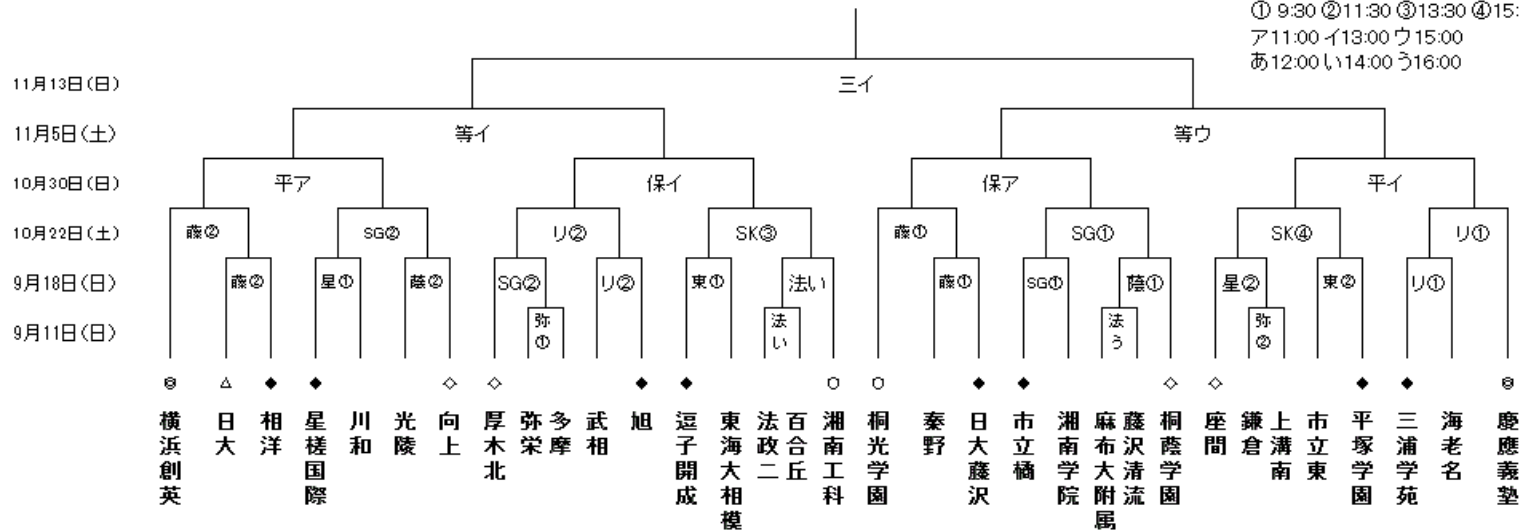 ① 9:30 ②11:30 ③13:30 ④15:
ア11:00 イ13:00 ウ15:00
あ12:00 い14:00 う16:00
11月13日(日)
三イ
11月5日(土)
等イ
等ウ
10月30日(日)
平ア
保イ
保ア
平イ
10月22日(土)
藤②
SG②
リ②
SK③
藤①
SG①
SK④
リ①
9月18日(日)
藤②
星①
蔭②
SG②
リ②
東①
法い
藤①
SG①
蔭①
星②
東②
リ①
9月11日(日)
弥①
法い
法う
弥②
◎
△
◆
◆
◇
◇
◆
◆
○
○
◆
◆
◇
◇
◆
◆
◎
横浜創英
日大
相洋
星槎国際
川和
光陵
向上
厚木北
弥栄
多摩
武相
旭
逗子開成
東海大相模
法政二
百合丘
湘南工科
桐光学園
秦野
日大藤沢
市立橘
湘南学院
麻布大附属
藤沢清流
桐蔭学園
座間
鎌倉
上溝南
市立東
平塚学園
三浦学苑
海老名
慶應義塾